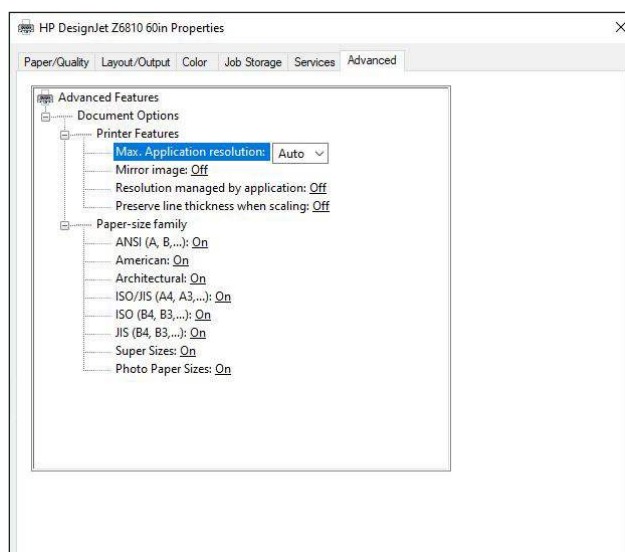 HP DesignJet Z6810 60in Properties
Paper/Quality Layout/Output Color Job Storage Services Advanced
Advanced Features
Document Options
Printer Features
Max. Application resolution: Auto
Mirror image: Off
Resolution managed by application: Off
Preserve line thickness when scaling: Off
Paper-size family
ANSI (A, B,...): On
American: On
Architectural: On
ISO/JIS (A4, A3,...): On
ISO (B4, B3,...): On
JIS (B4, B3,...): On
Super Sizes: On
Photo Paper Sizes: On